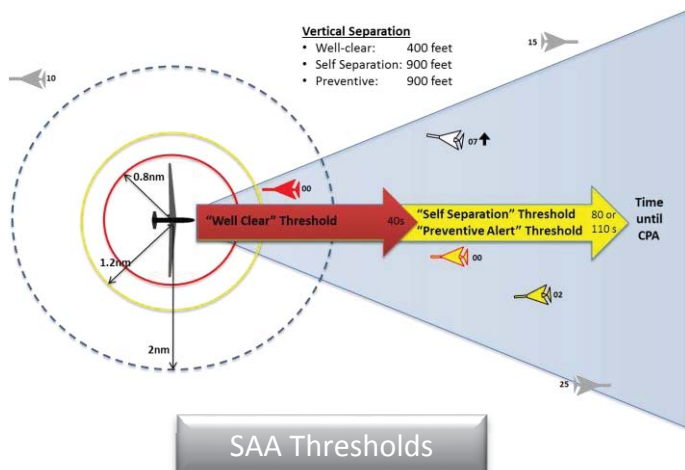 Vertical Separation
• Well-clear: 400 feet
• Self Separation: 900 feet
• Preventive: 900 feet
15
10
07
0.8nm
00
"Well Clear" Threshold
40s
"Self Separation" Threshold
"Preventive Alert" Threshold
80 or
110 s
Time
until
CPA
1.2nm
00
02
2nm
25
SAA Thresholds